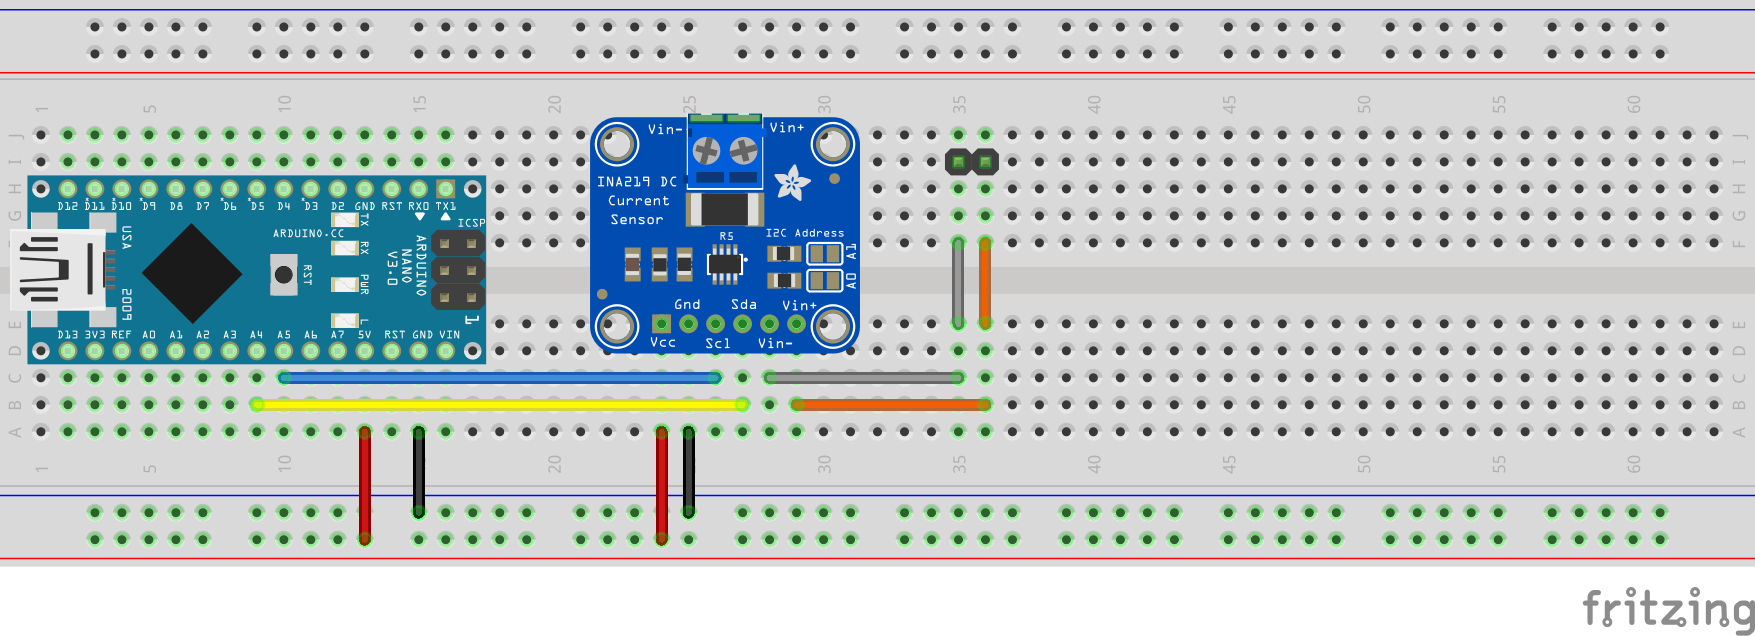 1 5 10 15 20 25 30 35 40 45 50 55 60
J J
I I
H H
G G
F
E E
D D
C C
B B
A A
D12 D11 D10 D9 D8 D7 D6 D5 D4 D3 D2 GND RST RX0 TX1
TX
RX
PWR
L
ICSP
1
ARDUINO.CC
RST
USA
2009
ARDUINO
NANO
V3.0
D13 3V3 REF A0 A1 A2 A3 A4 A5 A6 A7 5V RST GND VIN
Vin- Vin+
INA219 DC
Current
Sensor
R5
I2C Address
A1
A0
Gnd Sda Vin+
Vcc Scl Vin-
1 5 10 15 20 25 30 35 40 45 50 55 60
fritzing